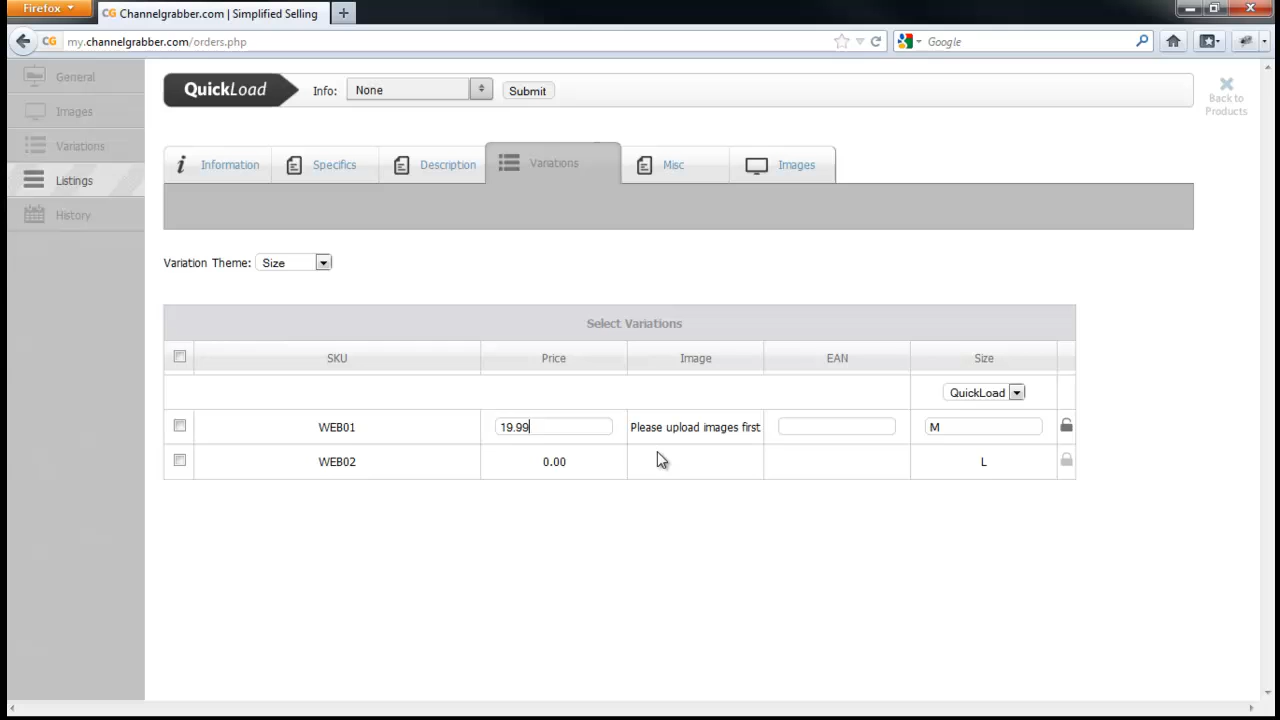 Firefox
CG Channelgrabber.com | Simplified Selling
CG my.channelgrabber.com/orders.php
Google
General
Images
Variations
Listings
History
QuickLoad Info: None Submit
Back to
Products
Information Specifics Description Variations Misc Images
Variation Theme: Size
Select Variations
SKU Price Image EAN Size
QuickLoad
WEB01 19.99 Please upload images first M
WEB02 0.00 L